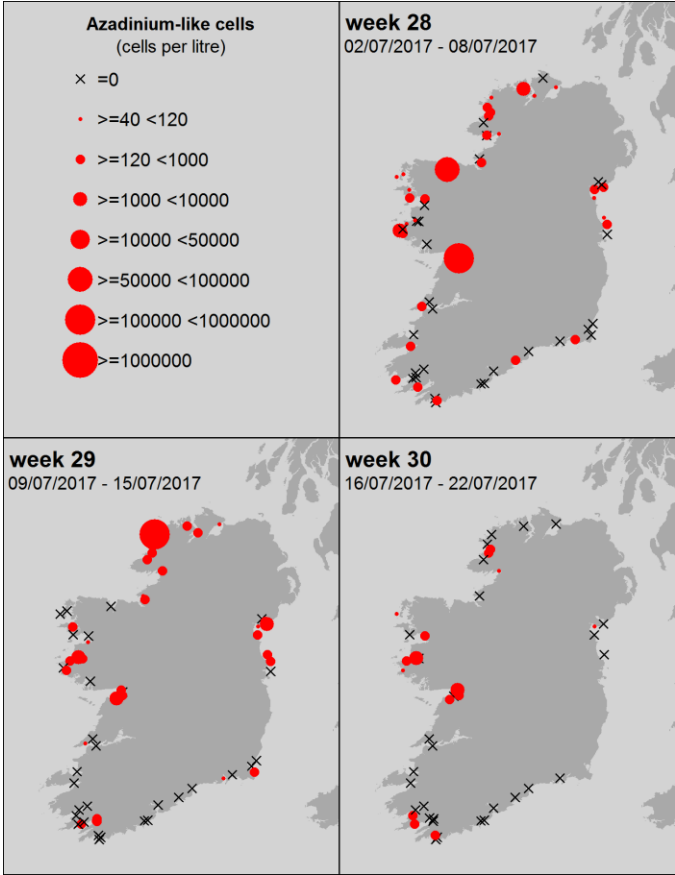 Azadinium-like cells
(cells per litre)
=0
>=40 <120
>=120 <1000
>=1000 <10000
>=10000 <50000
>=50000 <100000
>=100000 <1000000
>=1000000
week 28
02/07/2017 - 08/07/2017
week 29
09/07/2017 - 15/07/2017
week 30
16/07/2017 - 22/07/2017